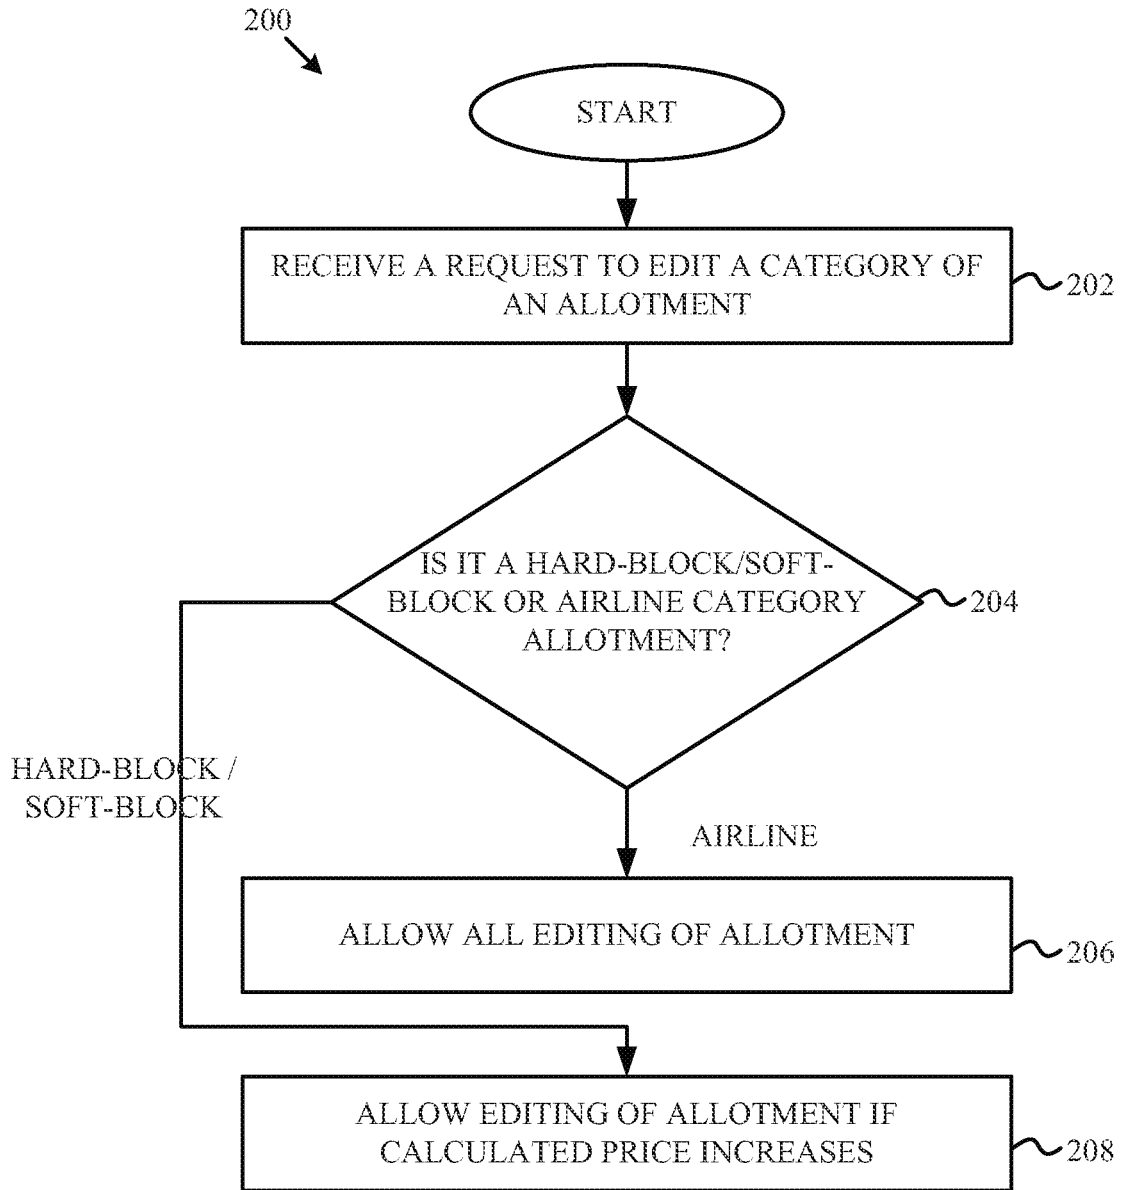 200
START
RECEIVE A REQUEST TO EDIT A CATEGORY OF
AN ALLOTMENT
202
IS IT A HARD-BLOCK/SOFT-
BLOCK OR AIRLINE CATEGORY
ALLOTMENT?
204
HARD-BLOCK /
SOFT-BLOCK
AIRLINE
ALLOW ALL EDITING OF ALLOTMENT
206
ALLOW EDITING OF ALLOTMENT IF
CALCULATED PRICE INCREASES
208